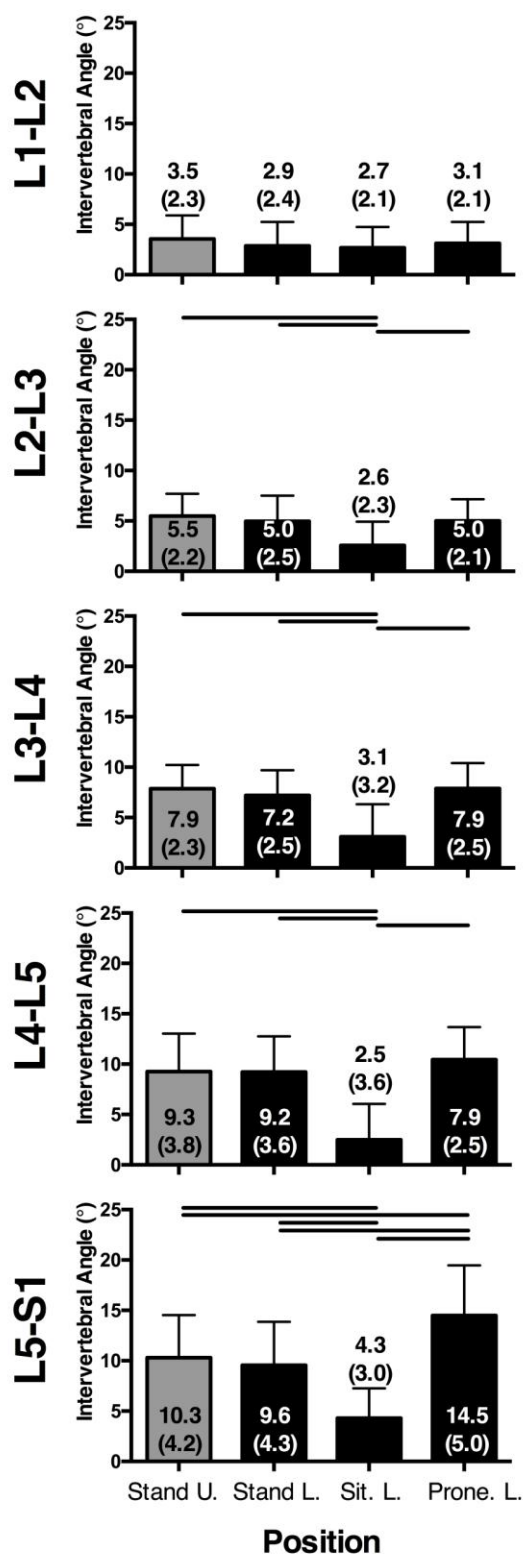 L1-L2
Intervertebral Angle (°)
25
20
15
10
5
0
3.5 2.9 2.7 3.1
(2.3) (2.4) (2.1) (2.1)
L2-L3
Intervertebral Angle (°)
25
20
15
10
5
0
2.6
(2.3)
5.5 5.0 5.0
(2.2) (2.5) (2.1)
L3-L4
Intervertebral Angle (°)
25
20
15
10
5
0
3.1
(3.2)
7.9 7.2 7.9
(2.3) (2.5) (2.5)
L4-L5
Intervertebral Angle (°)
25
20
15
10
5
0
2.5
(3.6)
9.3 9.2 7.9
(3.8) (3.6) (2.5)
L5-S1
Intervertebral Angle (°)
25
20
15
10
5
0
4.3
(3.0)
10.3 9.6 14.5
(4.2) (4.3) (5.0)
Stand U. Stand L. Sit. L. Prone. L.
Position